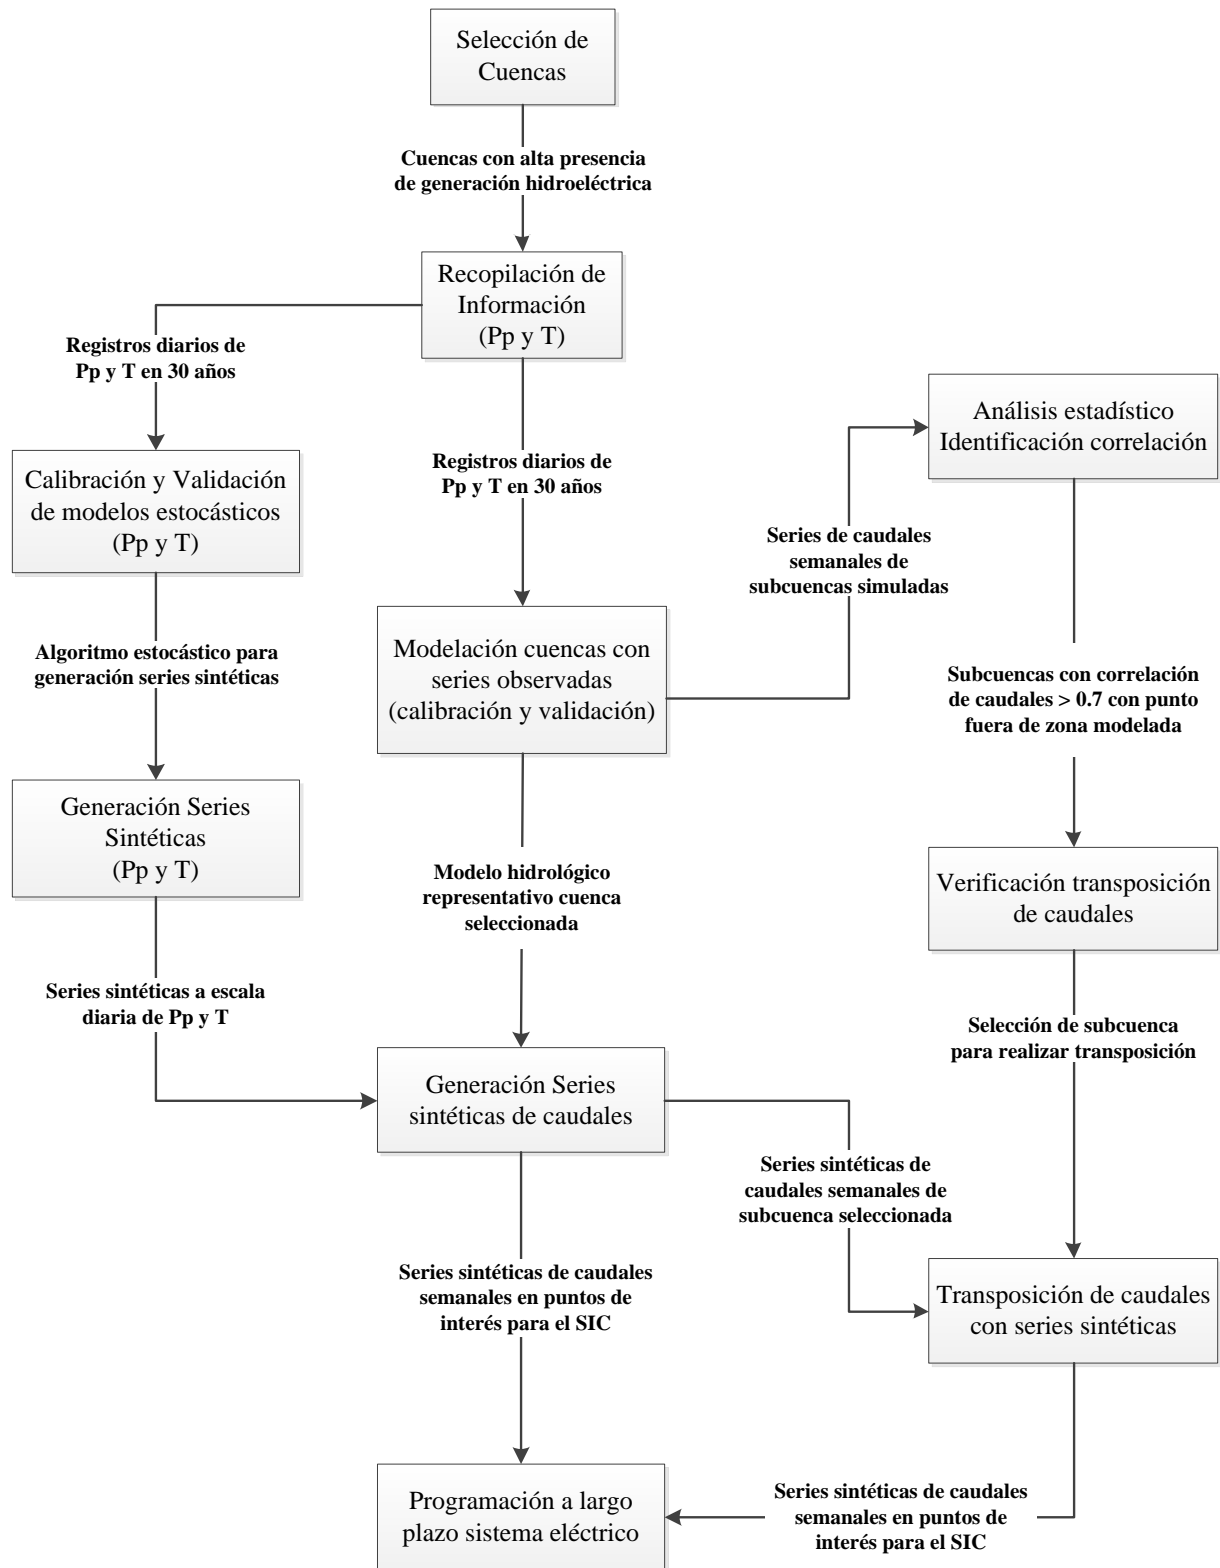 Selección de
Cuencas
Cuencas con alta presencia
de generación hidroeléctrica
Recopilación de
Información
(Pp y T)
Registros diarios de
Pp y T en 30 años
Registros diarios de
Pp y T en 30 años
Calibración y Validación
de modelos estocásticos
(Pp y T)
Análisis estadístico
Identificación correlación
Series de caudales
semanales de
subcuencas simuladas
Algoritmo estocástico para
generación series sintéticas
Modelación cuencas con
series observadas
(calibración y validación)
Subcuencas con correlación
de caudales > 0.7 con punto
fuera de zona modelada
Generación Series
Sintéticas
(Pp y T)
Modelo hidrológico
representativo cuenca
seleccionada
Verificación transposición
de caudales
Series sintéticas a escala
diaria de Pp y T
Selección de subcuenca
para realizar transposición
Generación Series
sintéticas de caudales
Series sintéticas de
caudales semanales de
subcuenca seleccionada
Series sintéticas de caudales
semanales en puntos de
interés para el SIC
Transposición de caudales
con series sintéticas
Programación a largo
plazo sistema eléctrico
Series sintéticas de caudales
semanales en puntos de
interés para el SIC